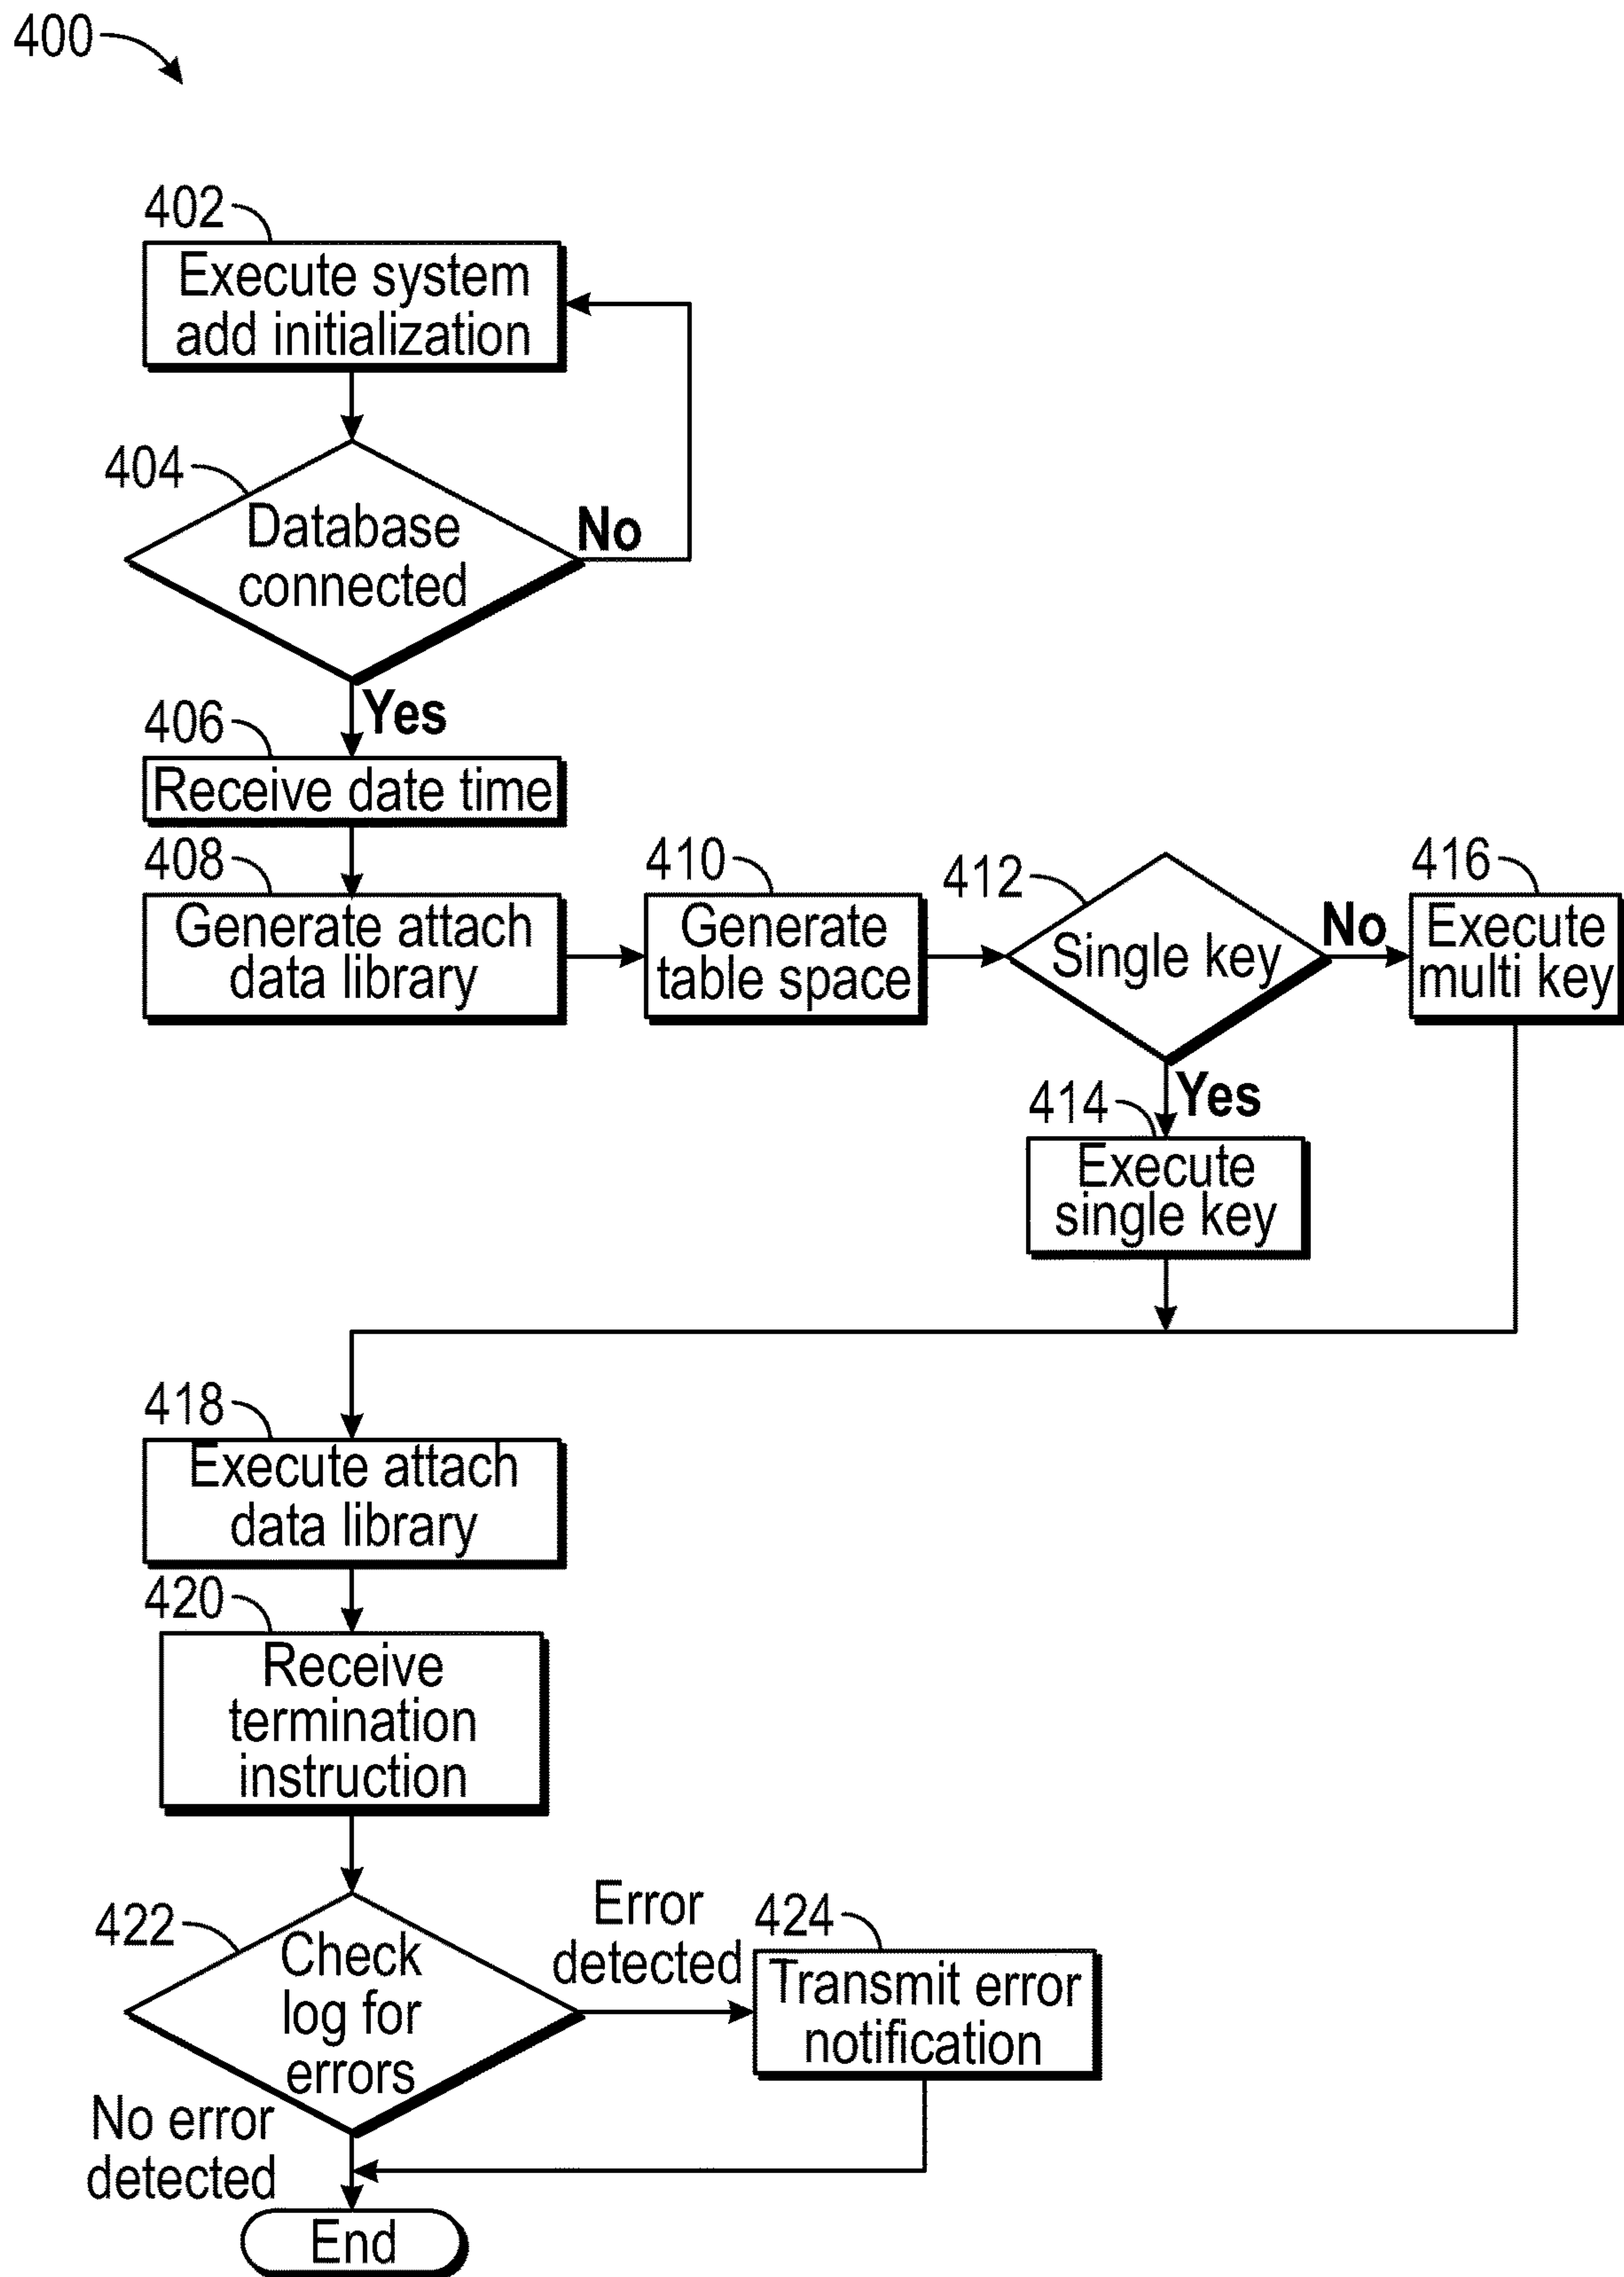 400
402
Execute system
add initialization
404
Database
connected
No
Yes
406
Receive date time
408
Generate attach
data library
410
Generate
table space
412
Single key
No
416
Execute
multi key
Yes
414
Execute
single key
418
Execute attach
data library
420
Receive
termination
instruction
422
Check
log for
errors
Error
detected
424
Transmit error
notification
No error
detected
End